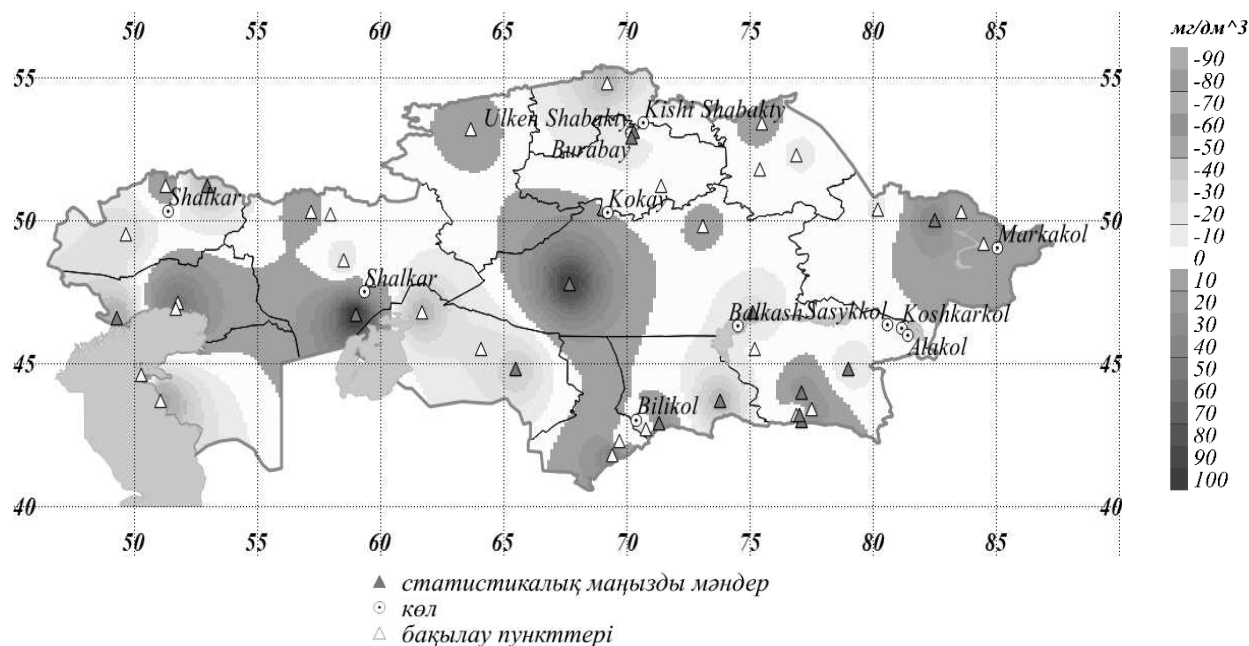 50 55 60 65 70 75 80 85
мг/дм^3
-90
-80
-70
-60
-50
-40
-30
-20
-10
0
10
20
30
40
50
60
70
80
90
100
55 55
Ulken Shabakty Kishi Shabakty
Burabay
Shalkar
50 Kokay 50
Markakol
Shalkar
Balkash Sasykkol Koshkarkol
Alakol
45 45
Bilikol
40 40
50 55 60 65 70 75 80 85
статистикалық маңызды мәндер
көл
бақылау пункттері